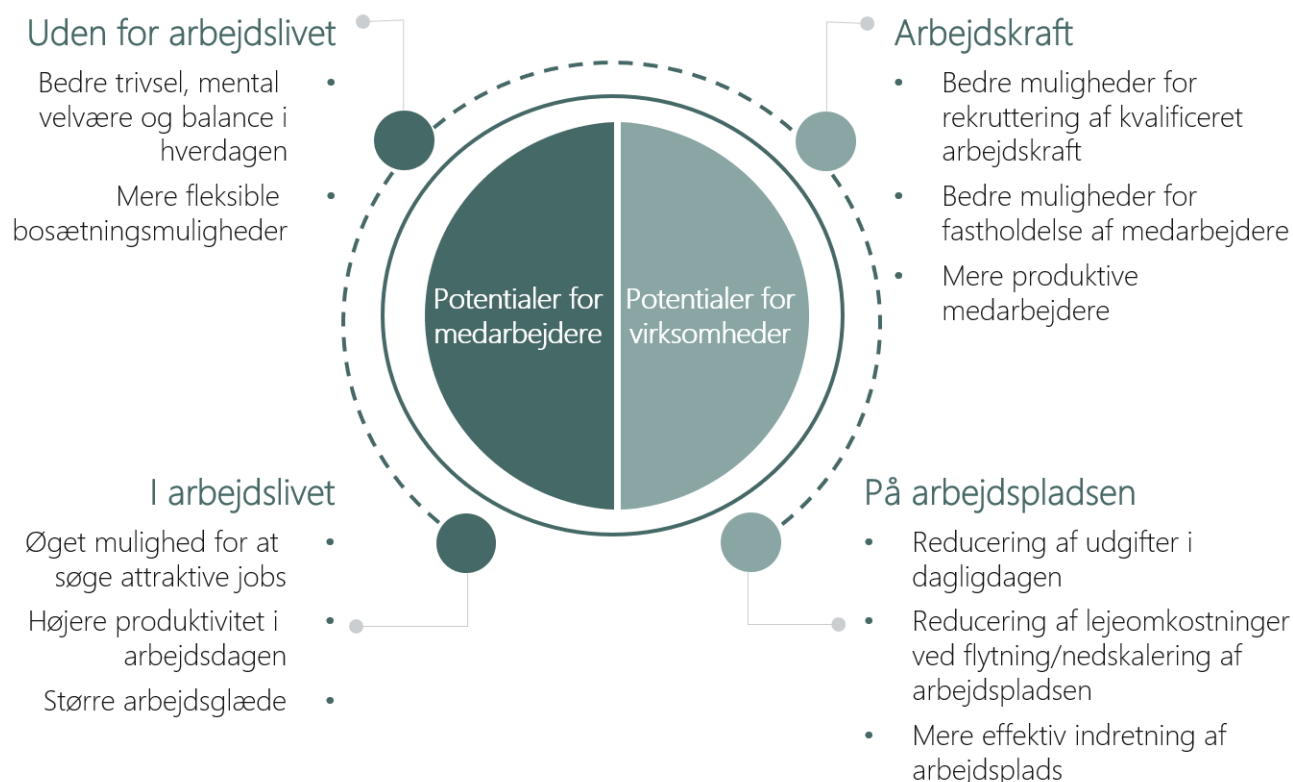 Uden for arbejdslivet
Bedre trivsel, mental •
velvære og balance i
hverdagen
Mere fleksible •
bosætningsmuligheder
Arbejdskraft
• Bedre muligheder for
rekruttering af kvalificeret
arbejdskraft
• Bedre muligheder for
fastholdelse af medarbejdere
• Mere produktive
medarbejdere
Potentialer for
medarbejdere
Potentialer for
virksomheder
I arbejdslivet
Øget mulighed for at •
søge attraktive jobs
Højere produktivitet i •
arbejdsdagen
Større arbejdsglæde •
På arbejdspladsen
• Reducering af udgifter i
dagligdagen
• Reducering af lejeomkostninger
ved flytning/nedskalering af
arbejdspladsen
• Mere effektiv indretning af
arbejdsplads